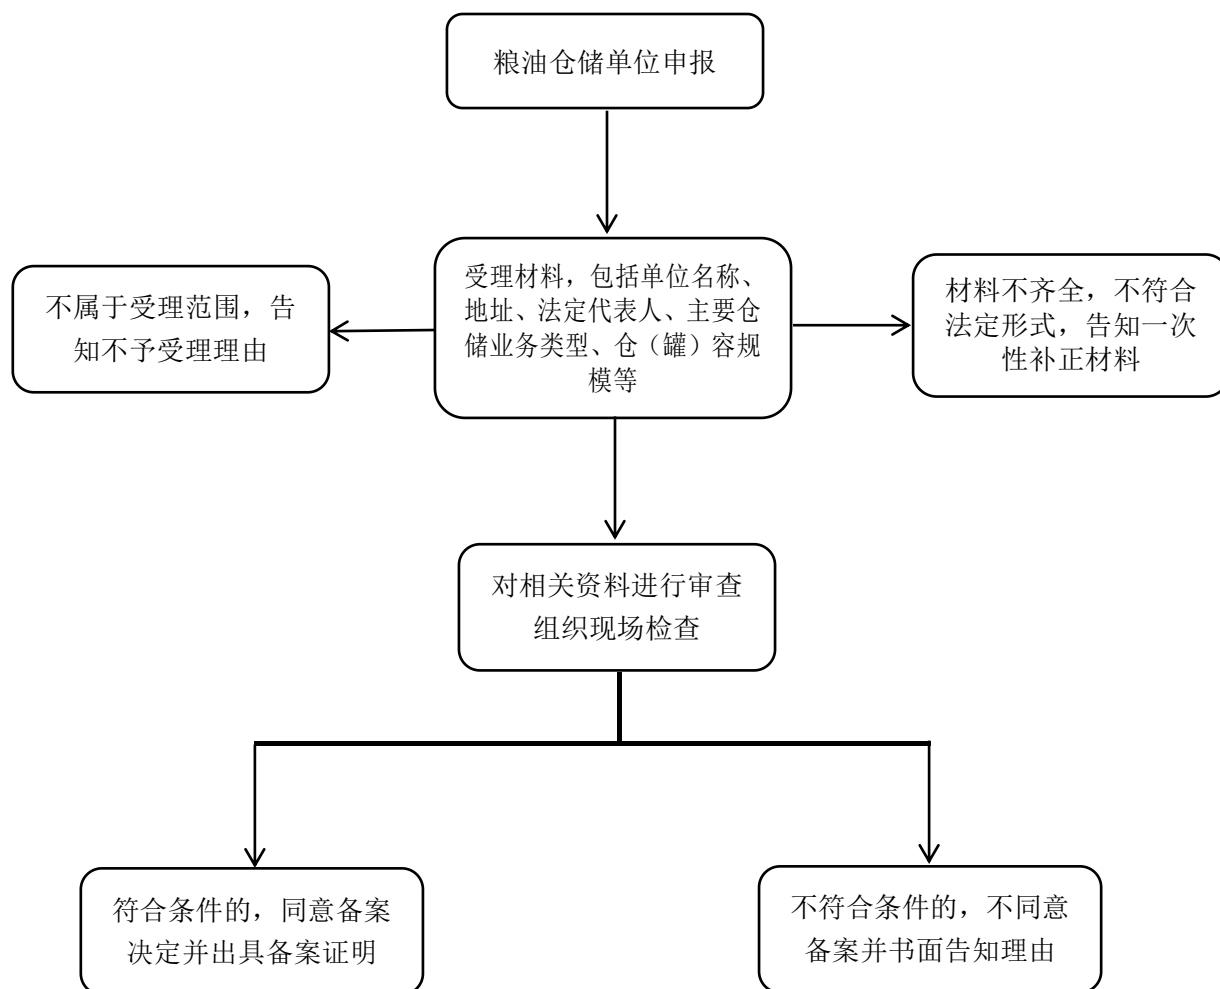 粮油仓储单位申报
受理材料，包括单位名称、
地址、法定代表人、主要仓
储业务类型、仓（罐）容规
模等
不属于受理范围，告
知不予受理理由
材料不齐全，不符合
法定形式，告知一次
性补正材料
对相关资料进行审查
组织现场检查
符合条件的，同意备案
决定并出具备案证明
不符合条件的，不同意
备案并书面告知理由